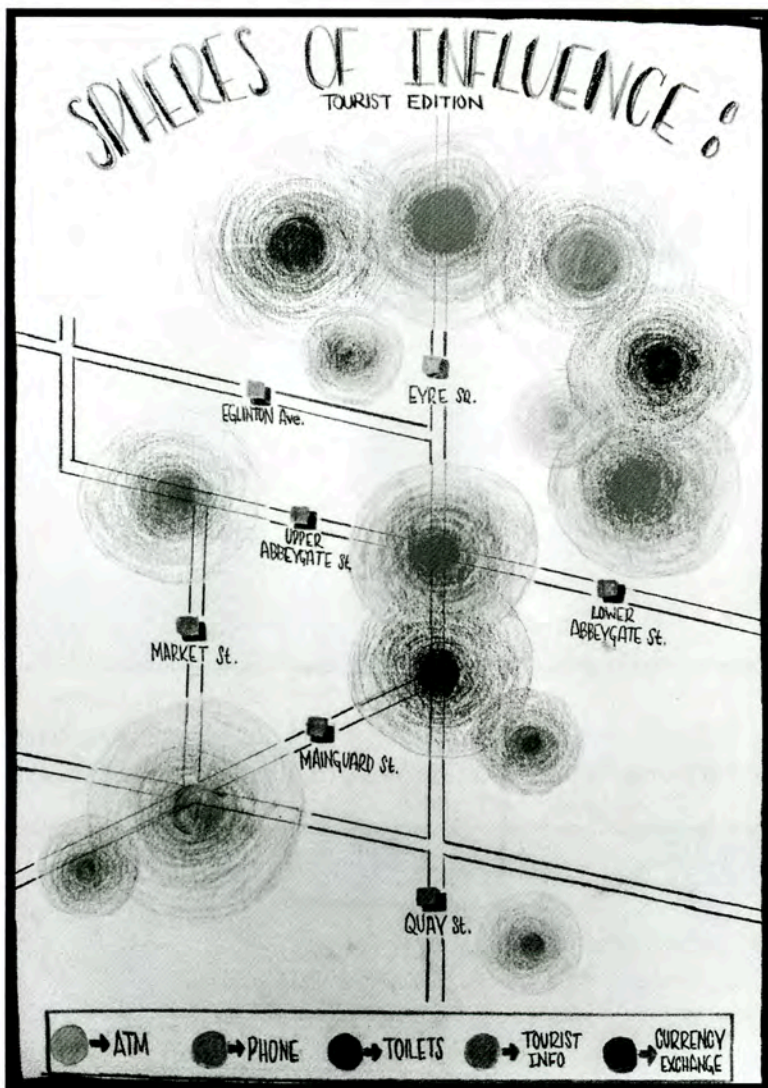 SPHERES OF INFLUENCE:
TOURIST EDITION
EYRE SQ.
EGLINTON Ave.
UPPER
ABBEYGATE St.
LOWER
ABBEYGATE St.
MARKET St.
MAINGUARD St.
QUAY St.
ATM
PHONE
TOILETS
TOURIST
INFO
CURRENCY
EXCHANGE